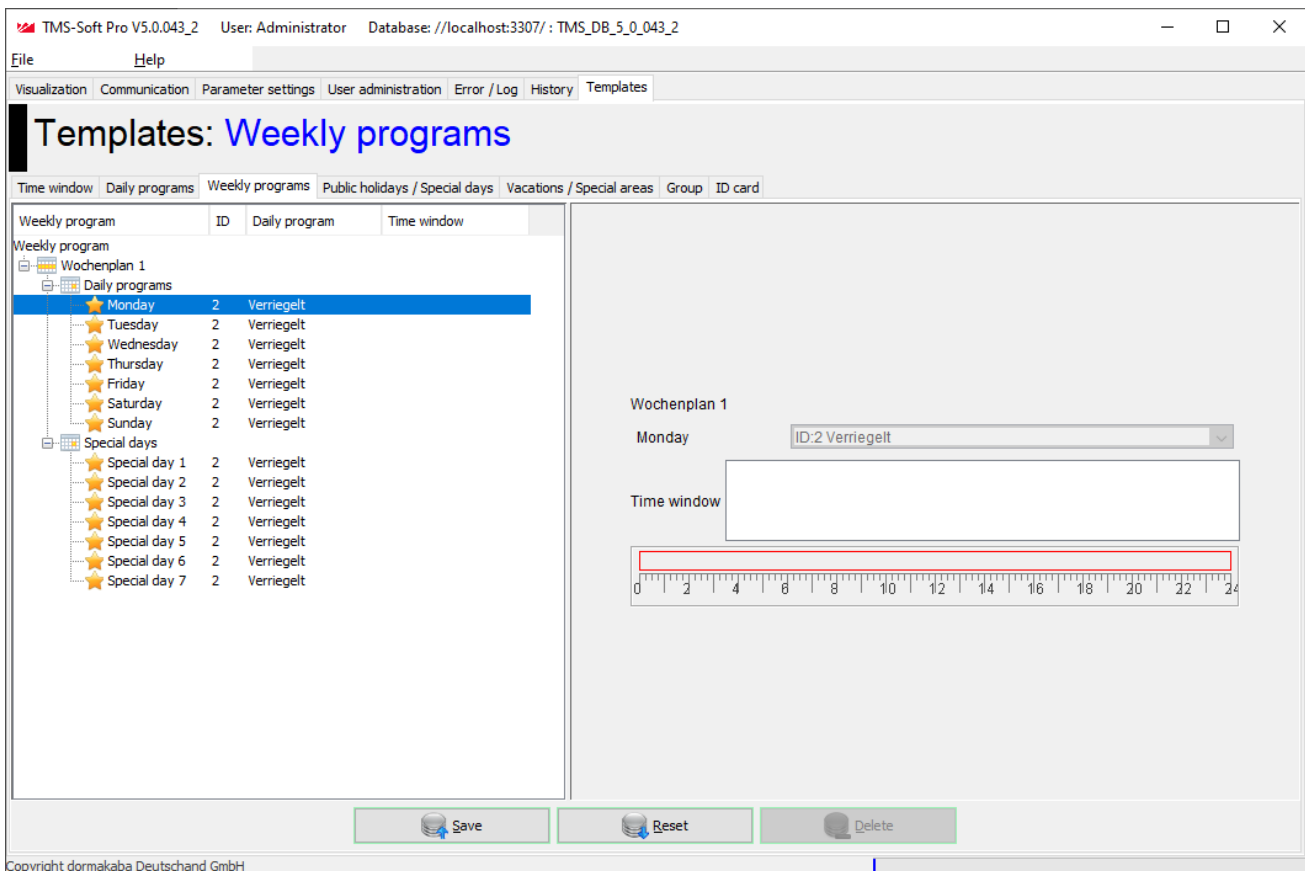 TMS-Soft Pro V5.0.043_2 User: Administrator Database: //localhost:3307/ : TMS_DB_5_0_043_2
File Help
Visualization Communication Parameter settings User administration Error / Log History Templates
Templates: Weekly programs
Time window Daily programs Weekly programs Public holidays / Special days Vacations / Special areas Group ID card
Weekly program ID Daily program Time window
Weekly program
Wochenplan 1
Daily programs
Monday 2 Verriegelt
Tuesday 2 Verriegelt
Wednesday 2 Verriegelt
Thursday 2 Verriegelt
Friday 2 Verriegelt
Saturday 2 Verriegelt
Sunday 2 Verriegelt
Special days
Special day 1 2 Verriegelt
Special day 2 2 Verriegelt
Special day 3 2 Verriegelt
Special day 4 2 Verriegelt
Special day 5 2 Verriegelt
Special day 6 2 Verriegelt
Special day 7 2 Verriegelt
Wochenplan 1
Monday ID:2 Verriegelt
Time window
0 2 4 6 8 10 12 14 16 18 20 22 24
Save Reset Delete
Copyright dormakaba Deutschand GmbH